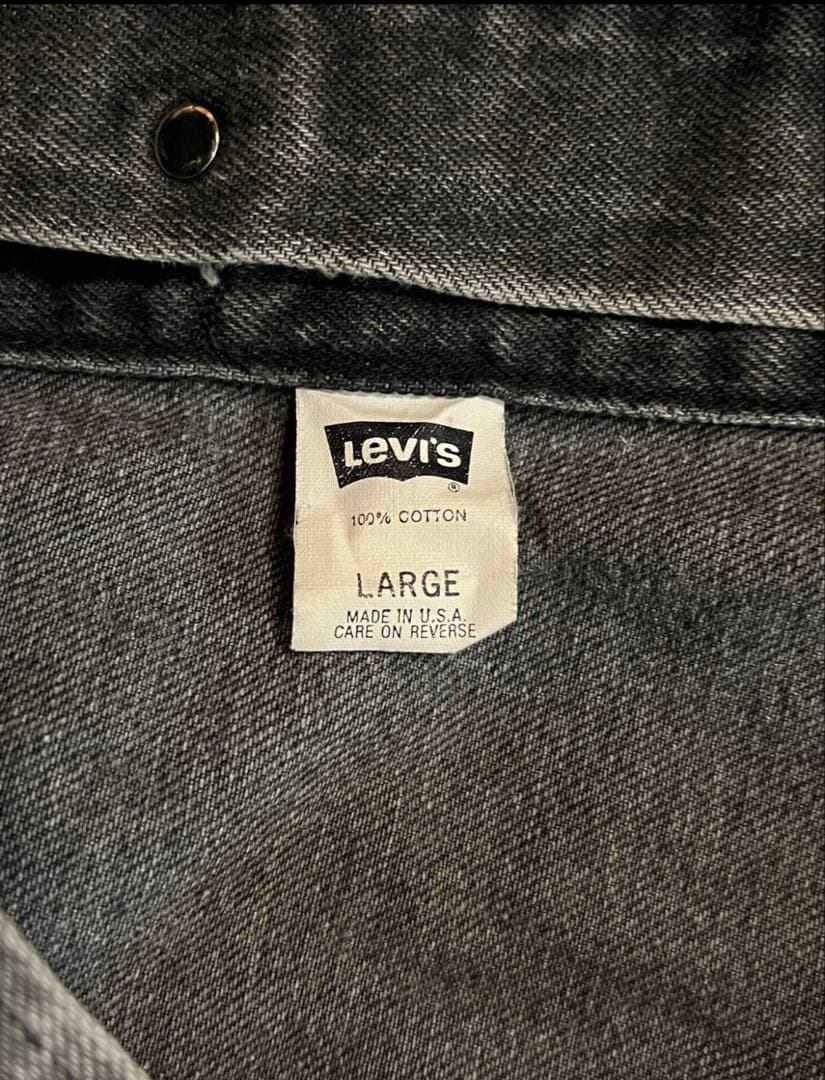 Levi's
®
100% COTTON
LARGE
MADE IN U.S.A.
CARE ON REVERSE